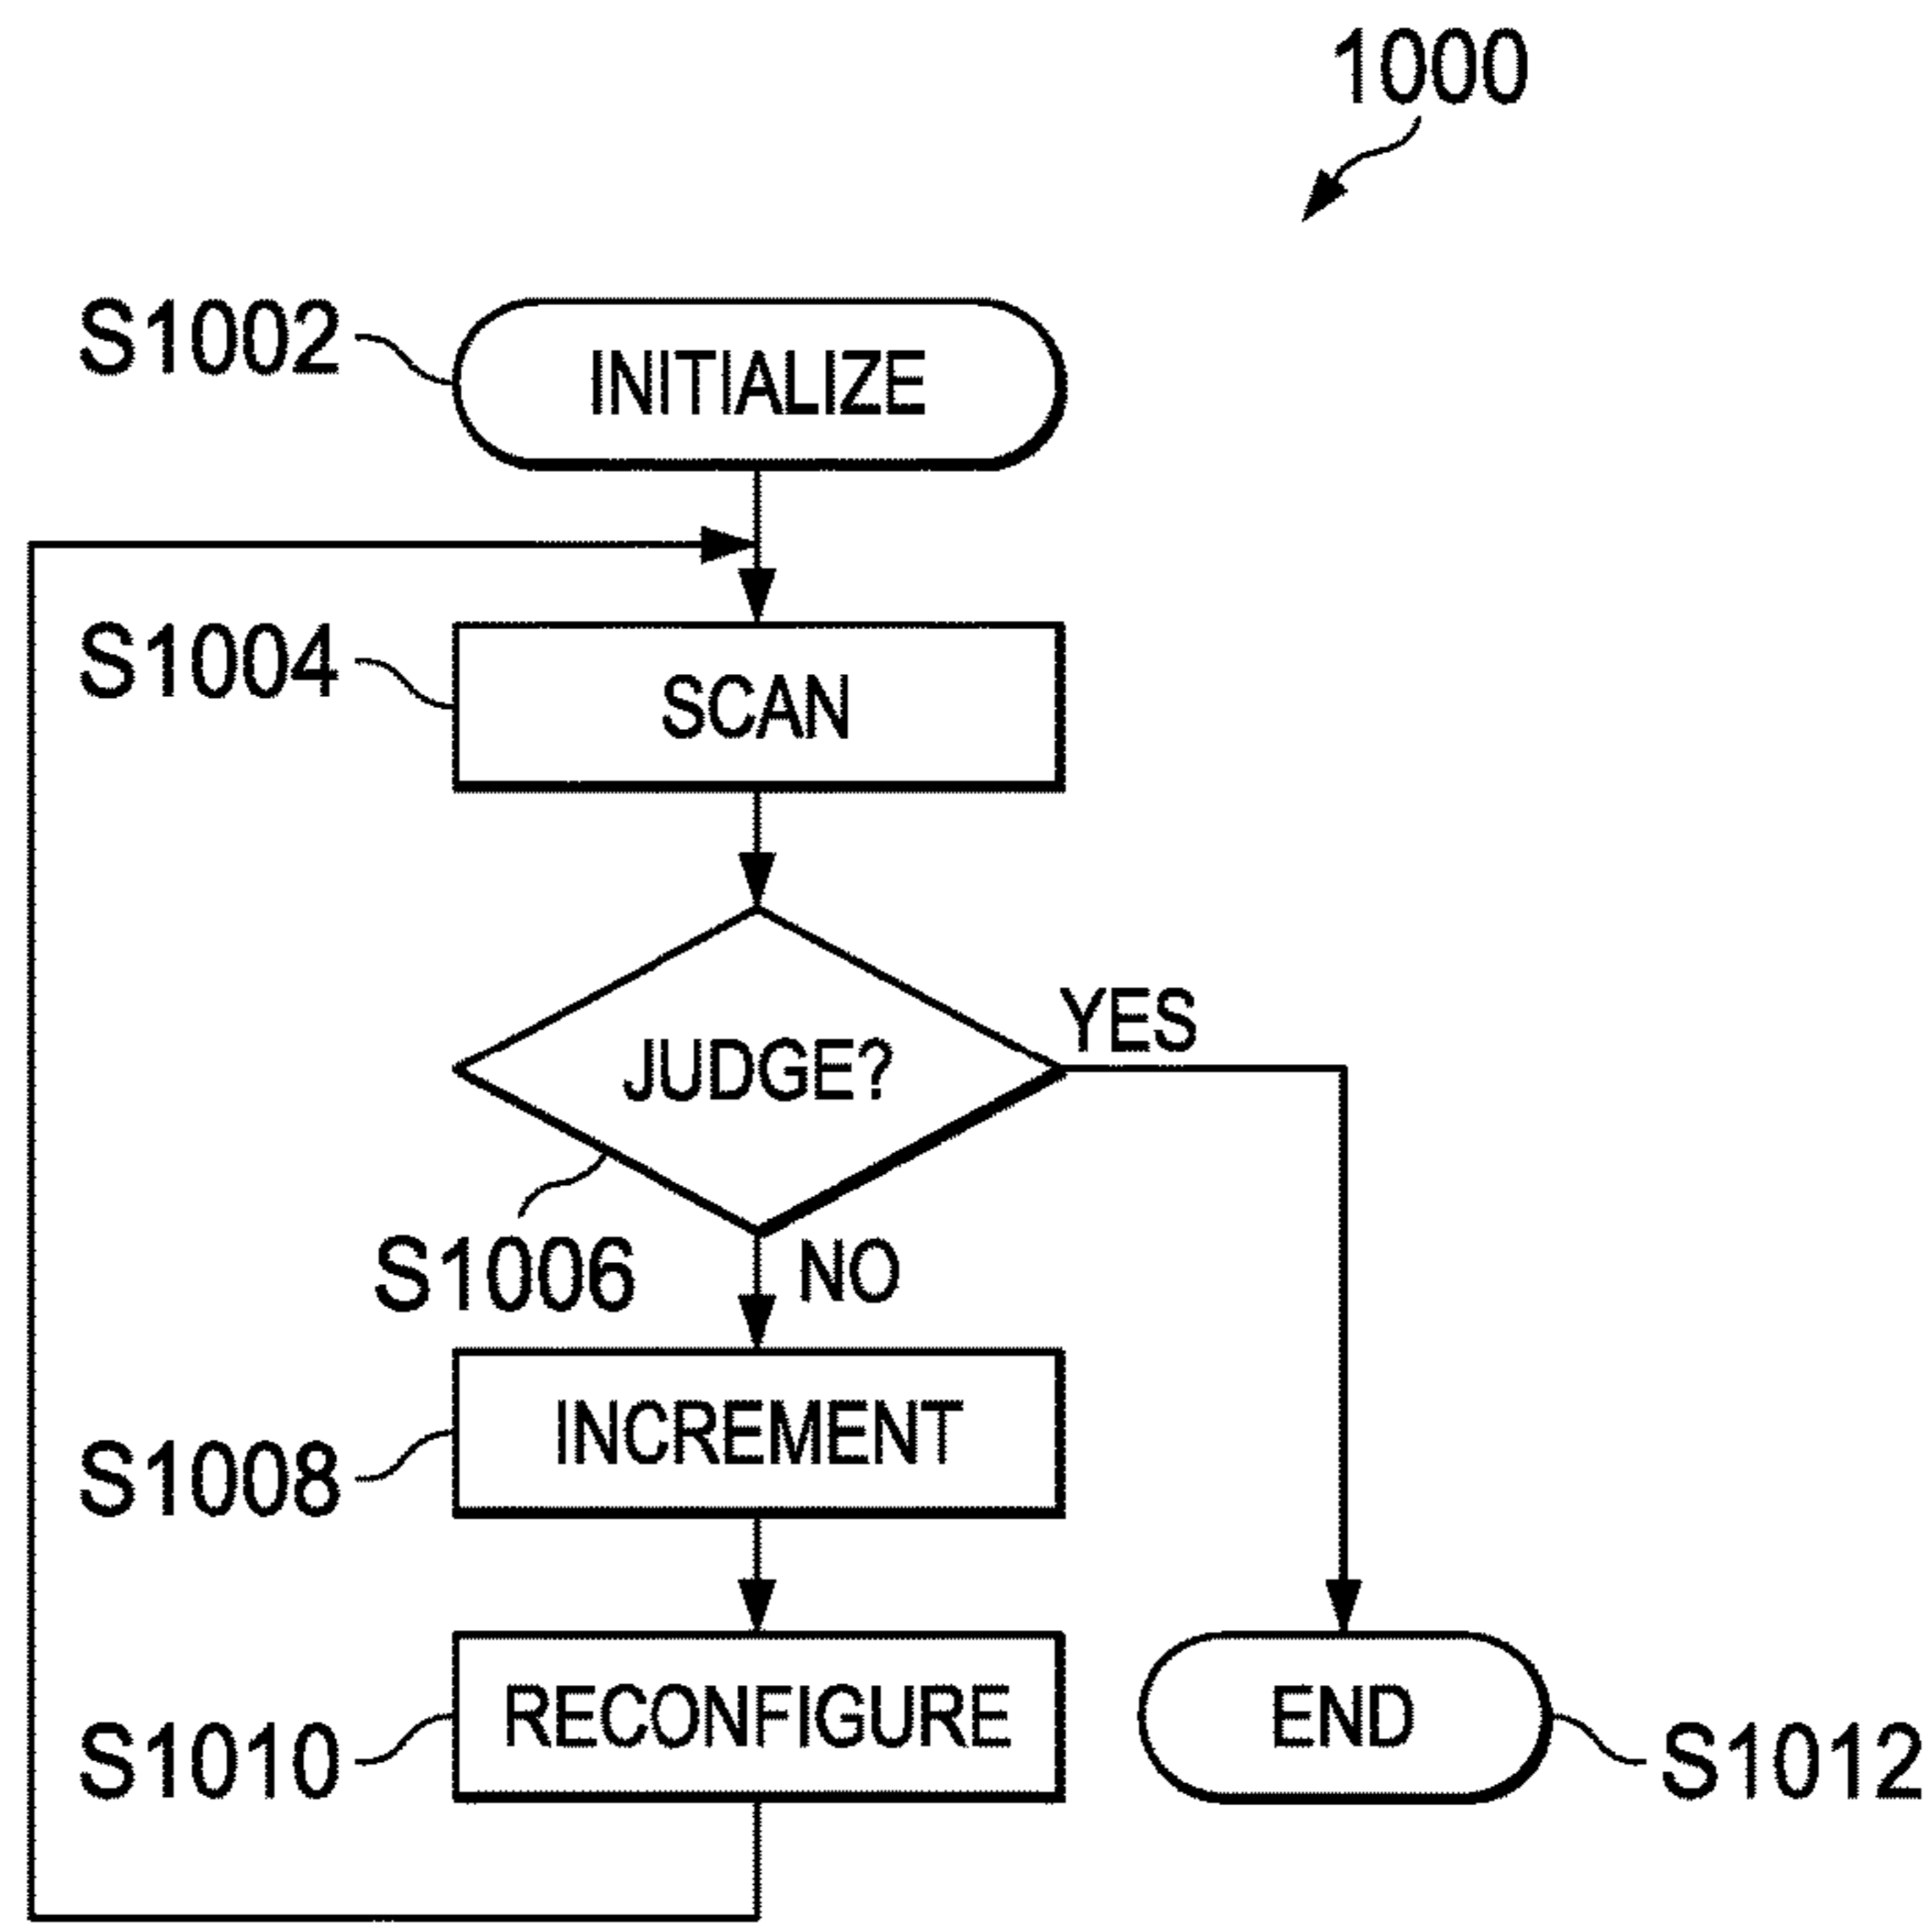 1000
S1002
INITIALIZE
S1004
SCAN
JUDGE?
YES
S1006
NO
INCREMENT
S1008
RECONFIGURE
S1010
END
S1012